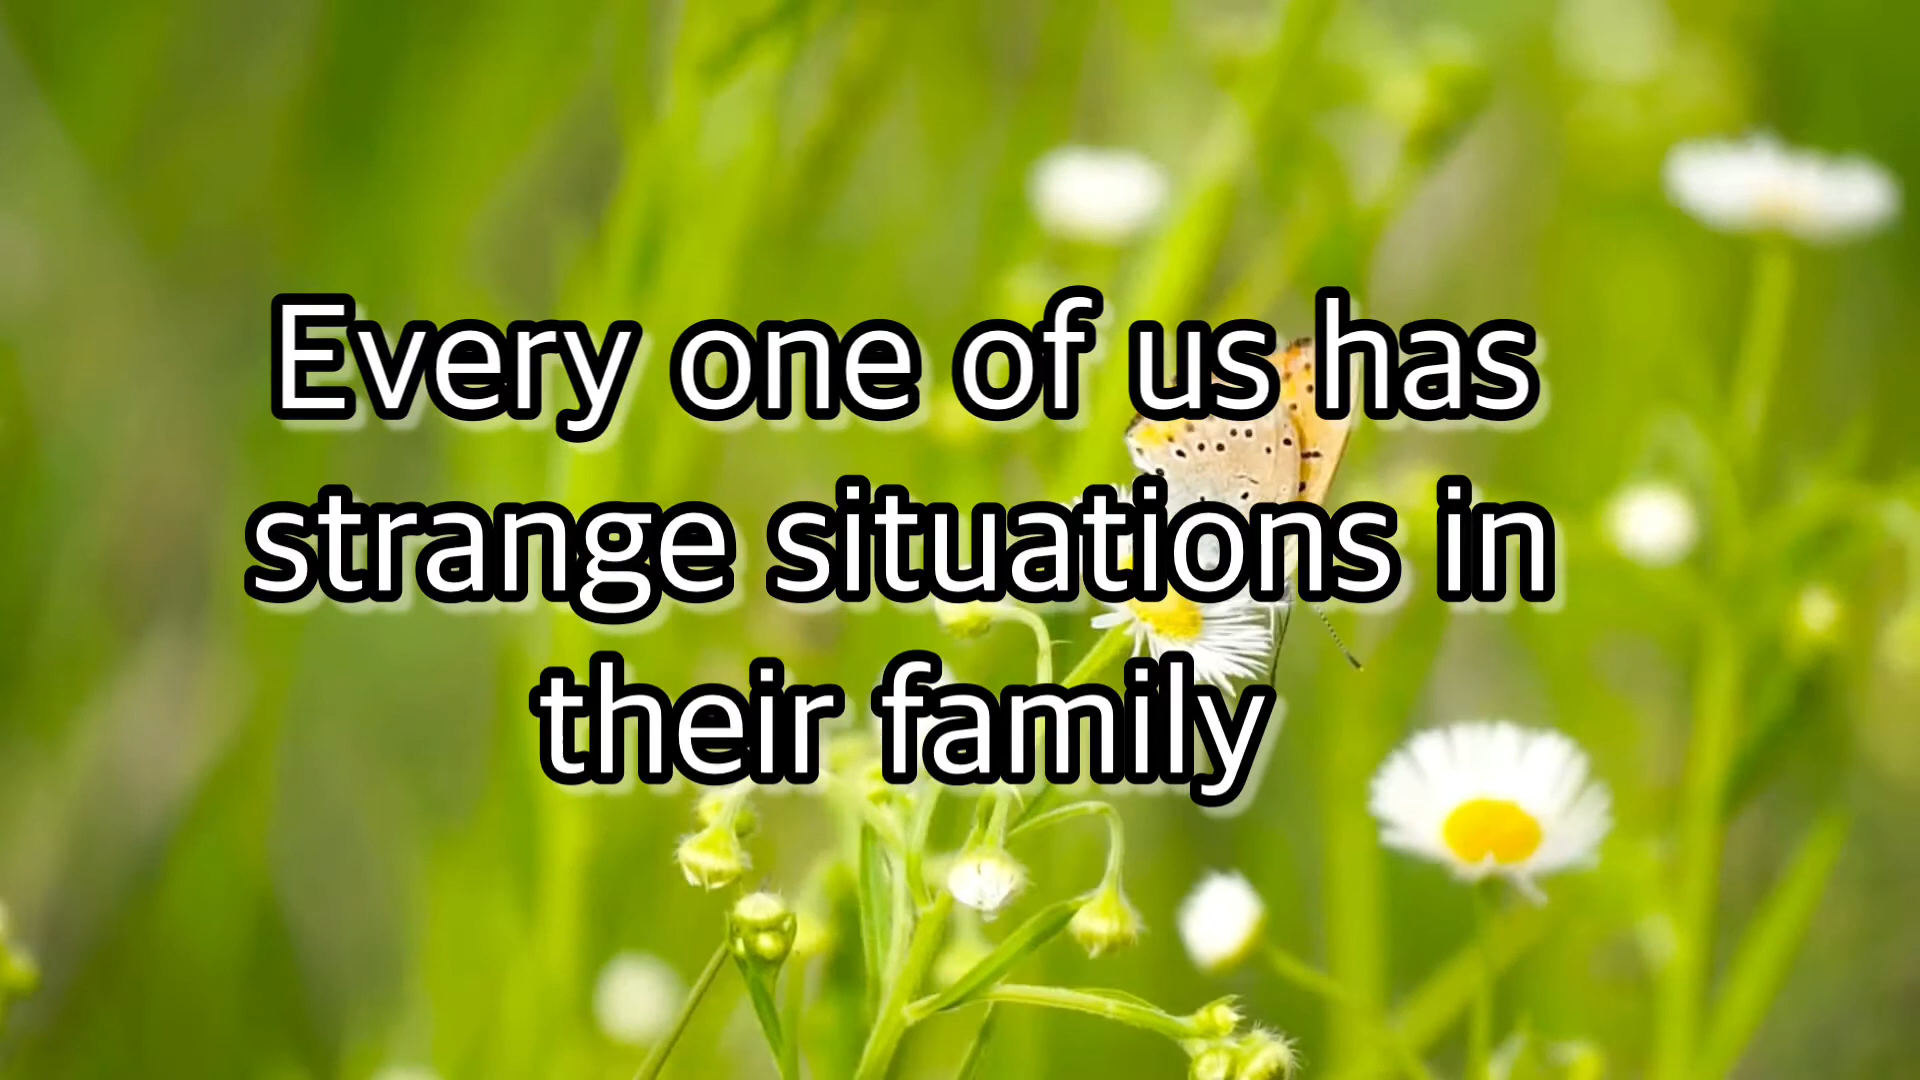 Every one of us has
strange situations in
their family